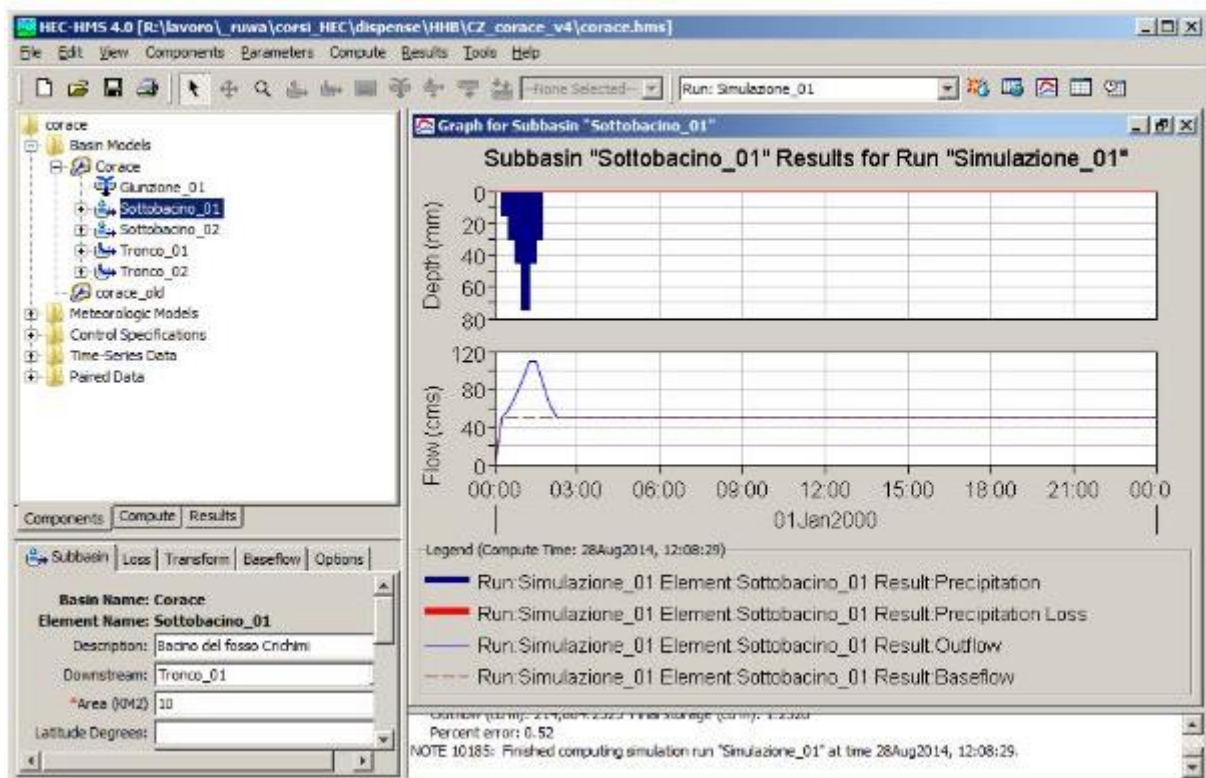 HEC-HMS 4.0 [R:\lavoro\_ruwa\corsi_HEC\dispense\HHB\CZ_corace_v4\corace.hms]
File Edit View Components Parameters Compute Results Tools Help
--None Selected-- Run: Simulazione_01
corace
Basin Models
Corace
Giunzione_01
Sottobacino_01
Sottobacino_02
Tronco_01
Tronco_02
corace_old
Meteorologic Models
Control Specifications
Time-Series Data
Paired Data
Components Compute Results
Subbasin Loss Transform Baseflow Options
Basin Name: Corace
Element Name: Sottobacino_01
Description: Bacino del fosso Crichimi
Downstream: Tronco_01
*Area (KM2) 10
Latitude Degrees:
Graph for Subbasin "Sottobacino_01"
Subbasin "Sottobacino_01" Results for Run "Simulazione_01"
Depth (mm)
0
20
40
60
80
Flow (cms)
120
80
40
0
00:00 03:00 06:00 09:00 12:00 15:00 18:00 21:00 00:0
01Jan2000
Legend (Compute Time: 28Aug2014, 12:08:29)
Run:Simulazione_01 Element:Sottobacino_01 Result:Precipitation
Run:Simulazione_01 Element:Sottobacino_01 Result:Precipitation Loss
Run:Simulazione_01 Element:Sottobacino_01 Result:Outflow
Run:Simulazione_01 Element:Sottobacino_01 Result:Baseflow
Percent error: 0.52
NOTE 10185: Finished computing simulation run "Simulazione_01" at time 28Aug2014, 12:08:29.